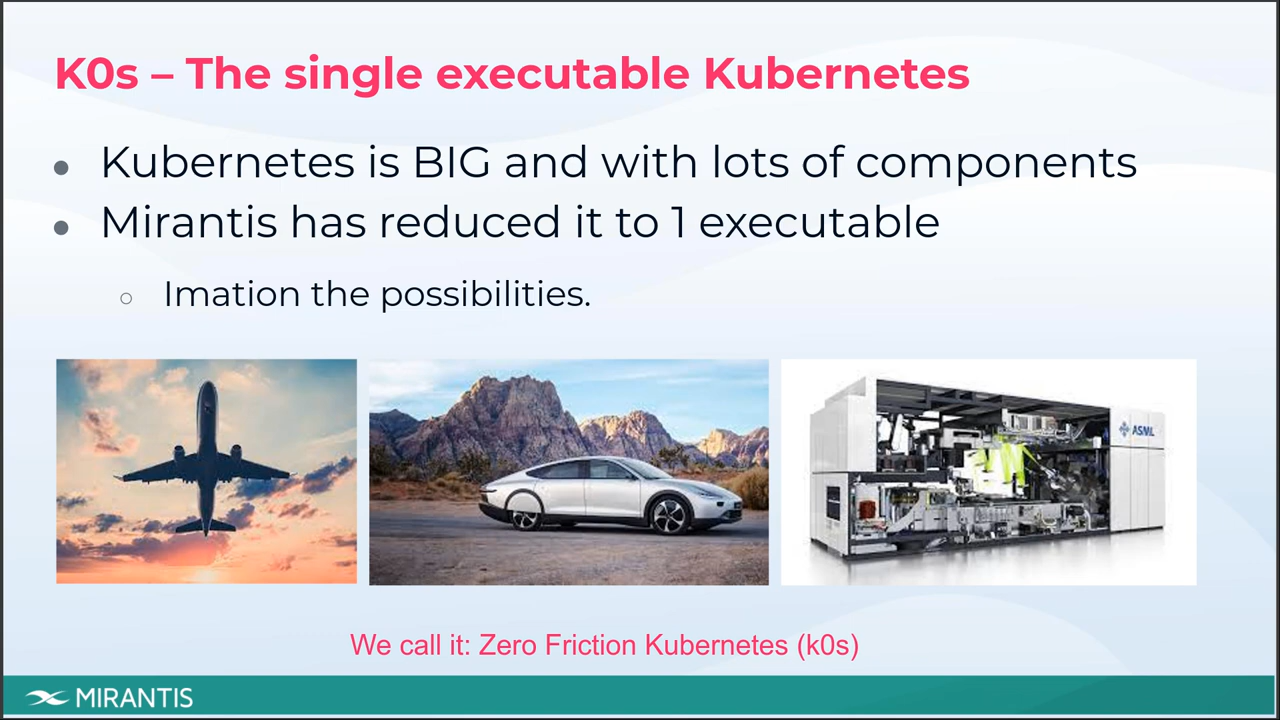 K0s – The single executable Kubernetes
● Kubernetes is BIG and with lots of components
● Mirantis has reduced it to 1 executable
○ Imation the possibilities.
ASML
We call it: Zero Friction Kubernetes (k0s)
MIRANTIS